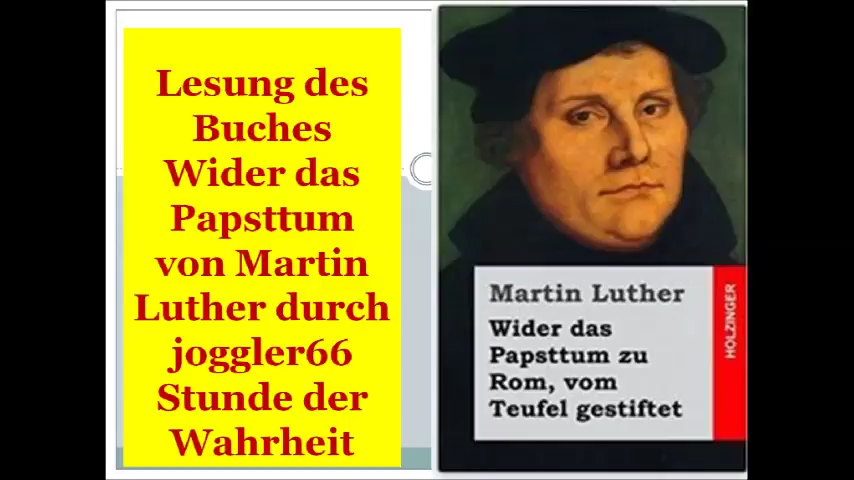 Lesung des
Buches
Wider das
Papsttum
von Martin
Luther durch
joggler66
Stunde der
Wahrheit
Martin Luther
Wider das
Papsttum zu
Rom, vom
Teufel gestiftet
HOLZINGER